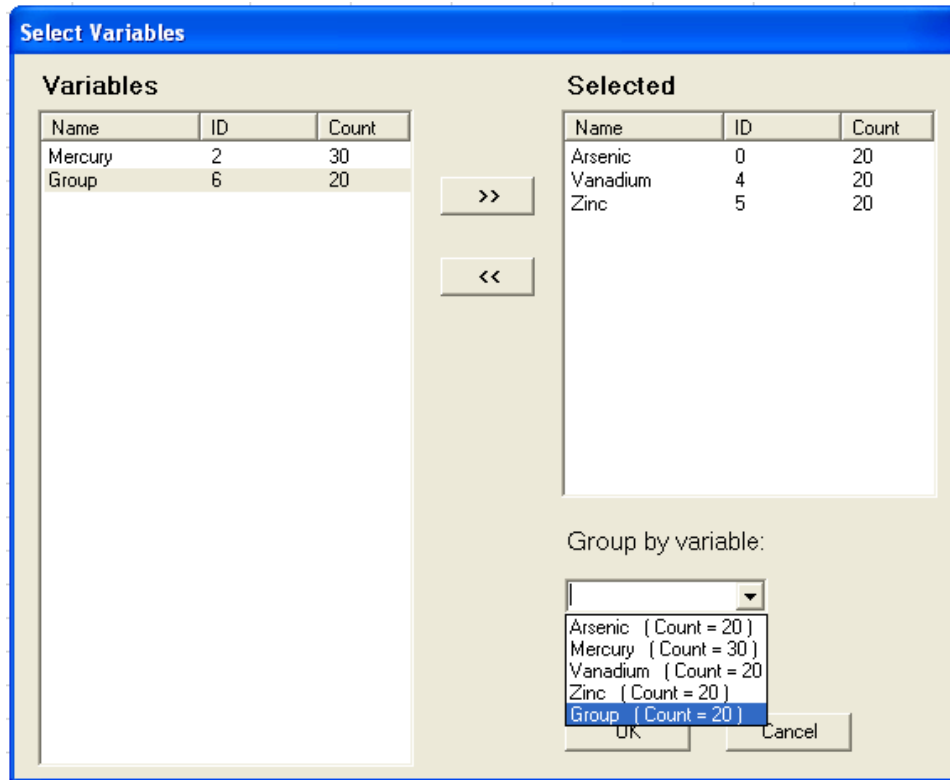 Select Variables
Variables
Name ID Count
Mercury 2 30
Group 6 20
>>
<<
Selected
Name ID Count
Arsenic 0 20
Vanadium 4 20
Zinc 5 20
Group by variable:
Arsenic ( Count = 20 )
Mercury ( Count = 30 )
Vanadium ( Count = 20
Zinc ( Count = 20 )
Group ( Count = 20 )
OK Cancel